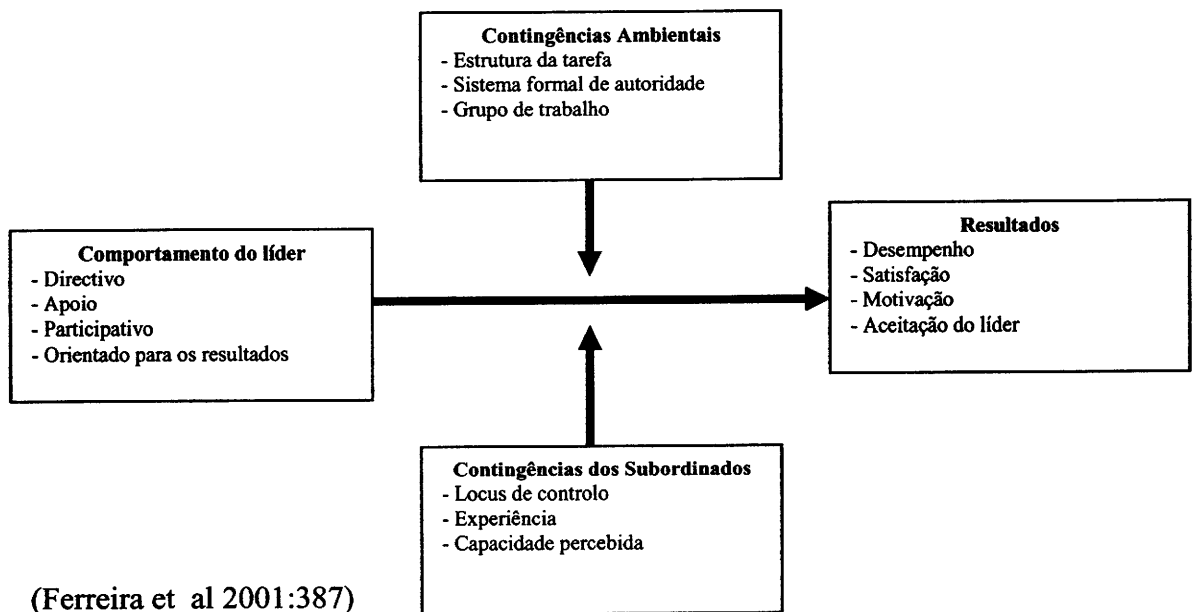 Contingências Ambientais
- Estrutura da tarefa
- Sistema formal de autoridade
- Grupo de trabalho
Comportamento do líder
- Directivo
- Apoio
- Participativo
- Orientado para os resultados
Resultados
- Desempenho
- Satisfação
- Motivação
- Aceitação do líder
Contingências dos Subordinados
- Locus de controlo
- Experiência
- Capacidade percebida
(Ferreira et al 2001:387)